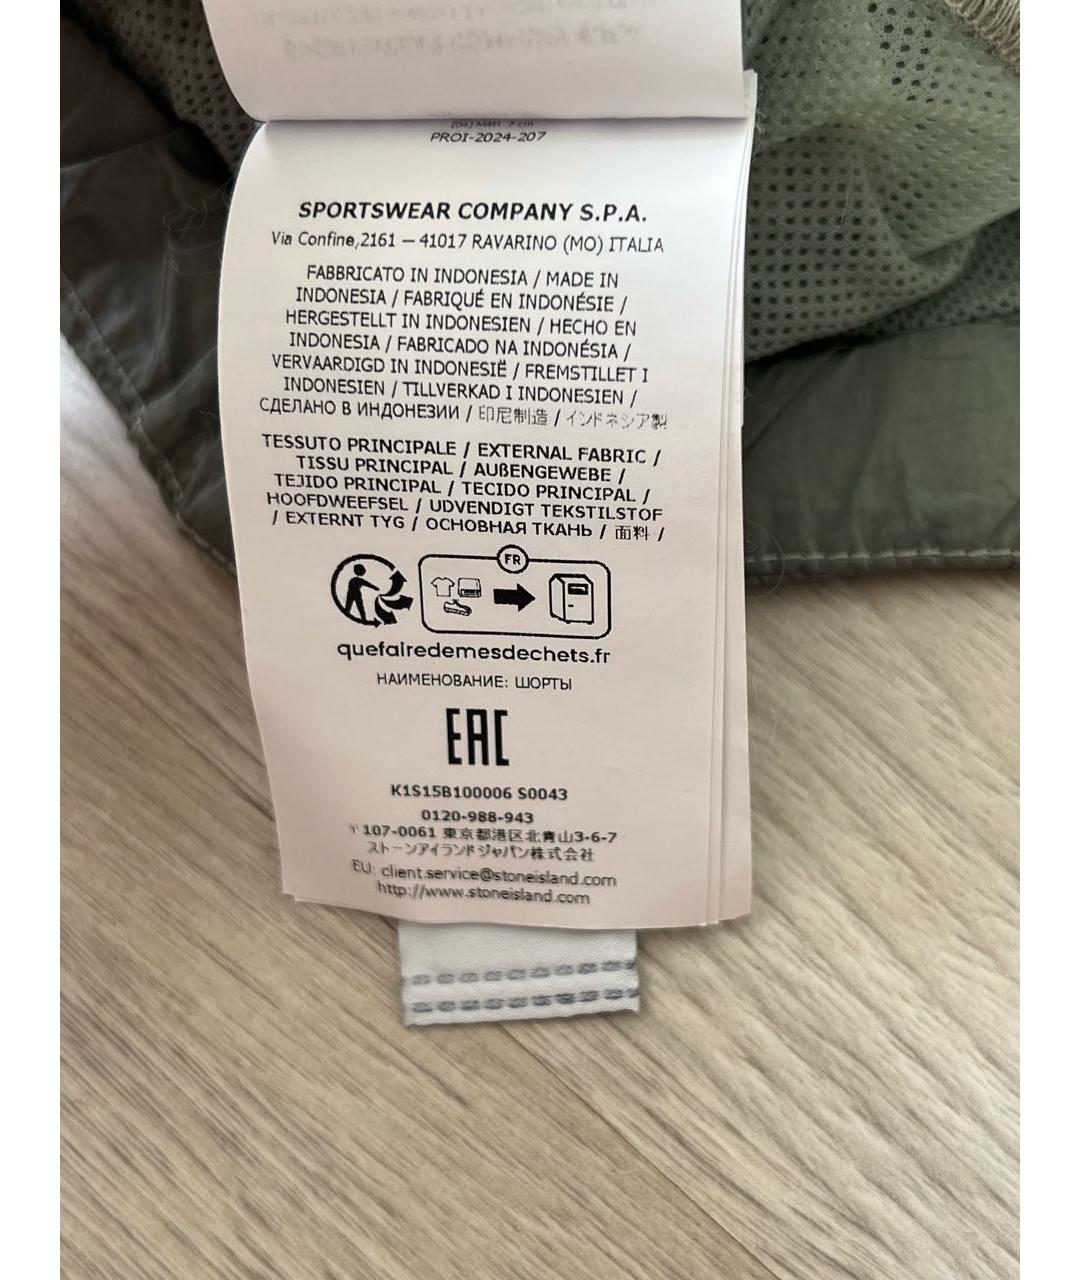 PROI-2024-207
SPORTSWEAR COMPANY S.P.A.
Via Confine,2161 – 41017 RAVARINO (MO) ITALIA
FABBRICATO IN INDONESIA / MADE IN
INDONESIA / FABRIQUÉ EN INDONÉSIE /
HERGESTELLT IN INDONESIEN / HECHO EN
INDONESIA / FABRICADO NA INDONÉSIA /
VERVAARDIGD IN INDONESIË / FREMSTILLET I
INDONESIEN / TILLVERKAD I INDONESIEN /
СДЕЛАНО В ИНДОНЕЗИИ / 印尼制造 / インドネシア製
TESSUTO PRINCIPALE / EXTERNAL FABRIC /
TISSU PRINCIPAL / AUßENGEWEBE /
TEJIDO PRINCIPAL / TECIDO PRINCIPAL /
HOOFDWEEFSEL / UDVENDIGT TEKSTILSTOF
/ EXTERNT TYG / ОСНОВНАЯ ТКАНЬ / 面料 /
FR
quefairedemesdechets.fr
НАИМЕНОВАНИЕ: ШОРТЫ
EAC
K1S15B100006 S0043
0120-988-943
〒107-0061 東京都港区北青山3-6-7
ストーンアイランドジャパン株式会社
EU: client.service@stoneisland.com
http://www.stoneisland.com